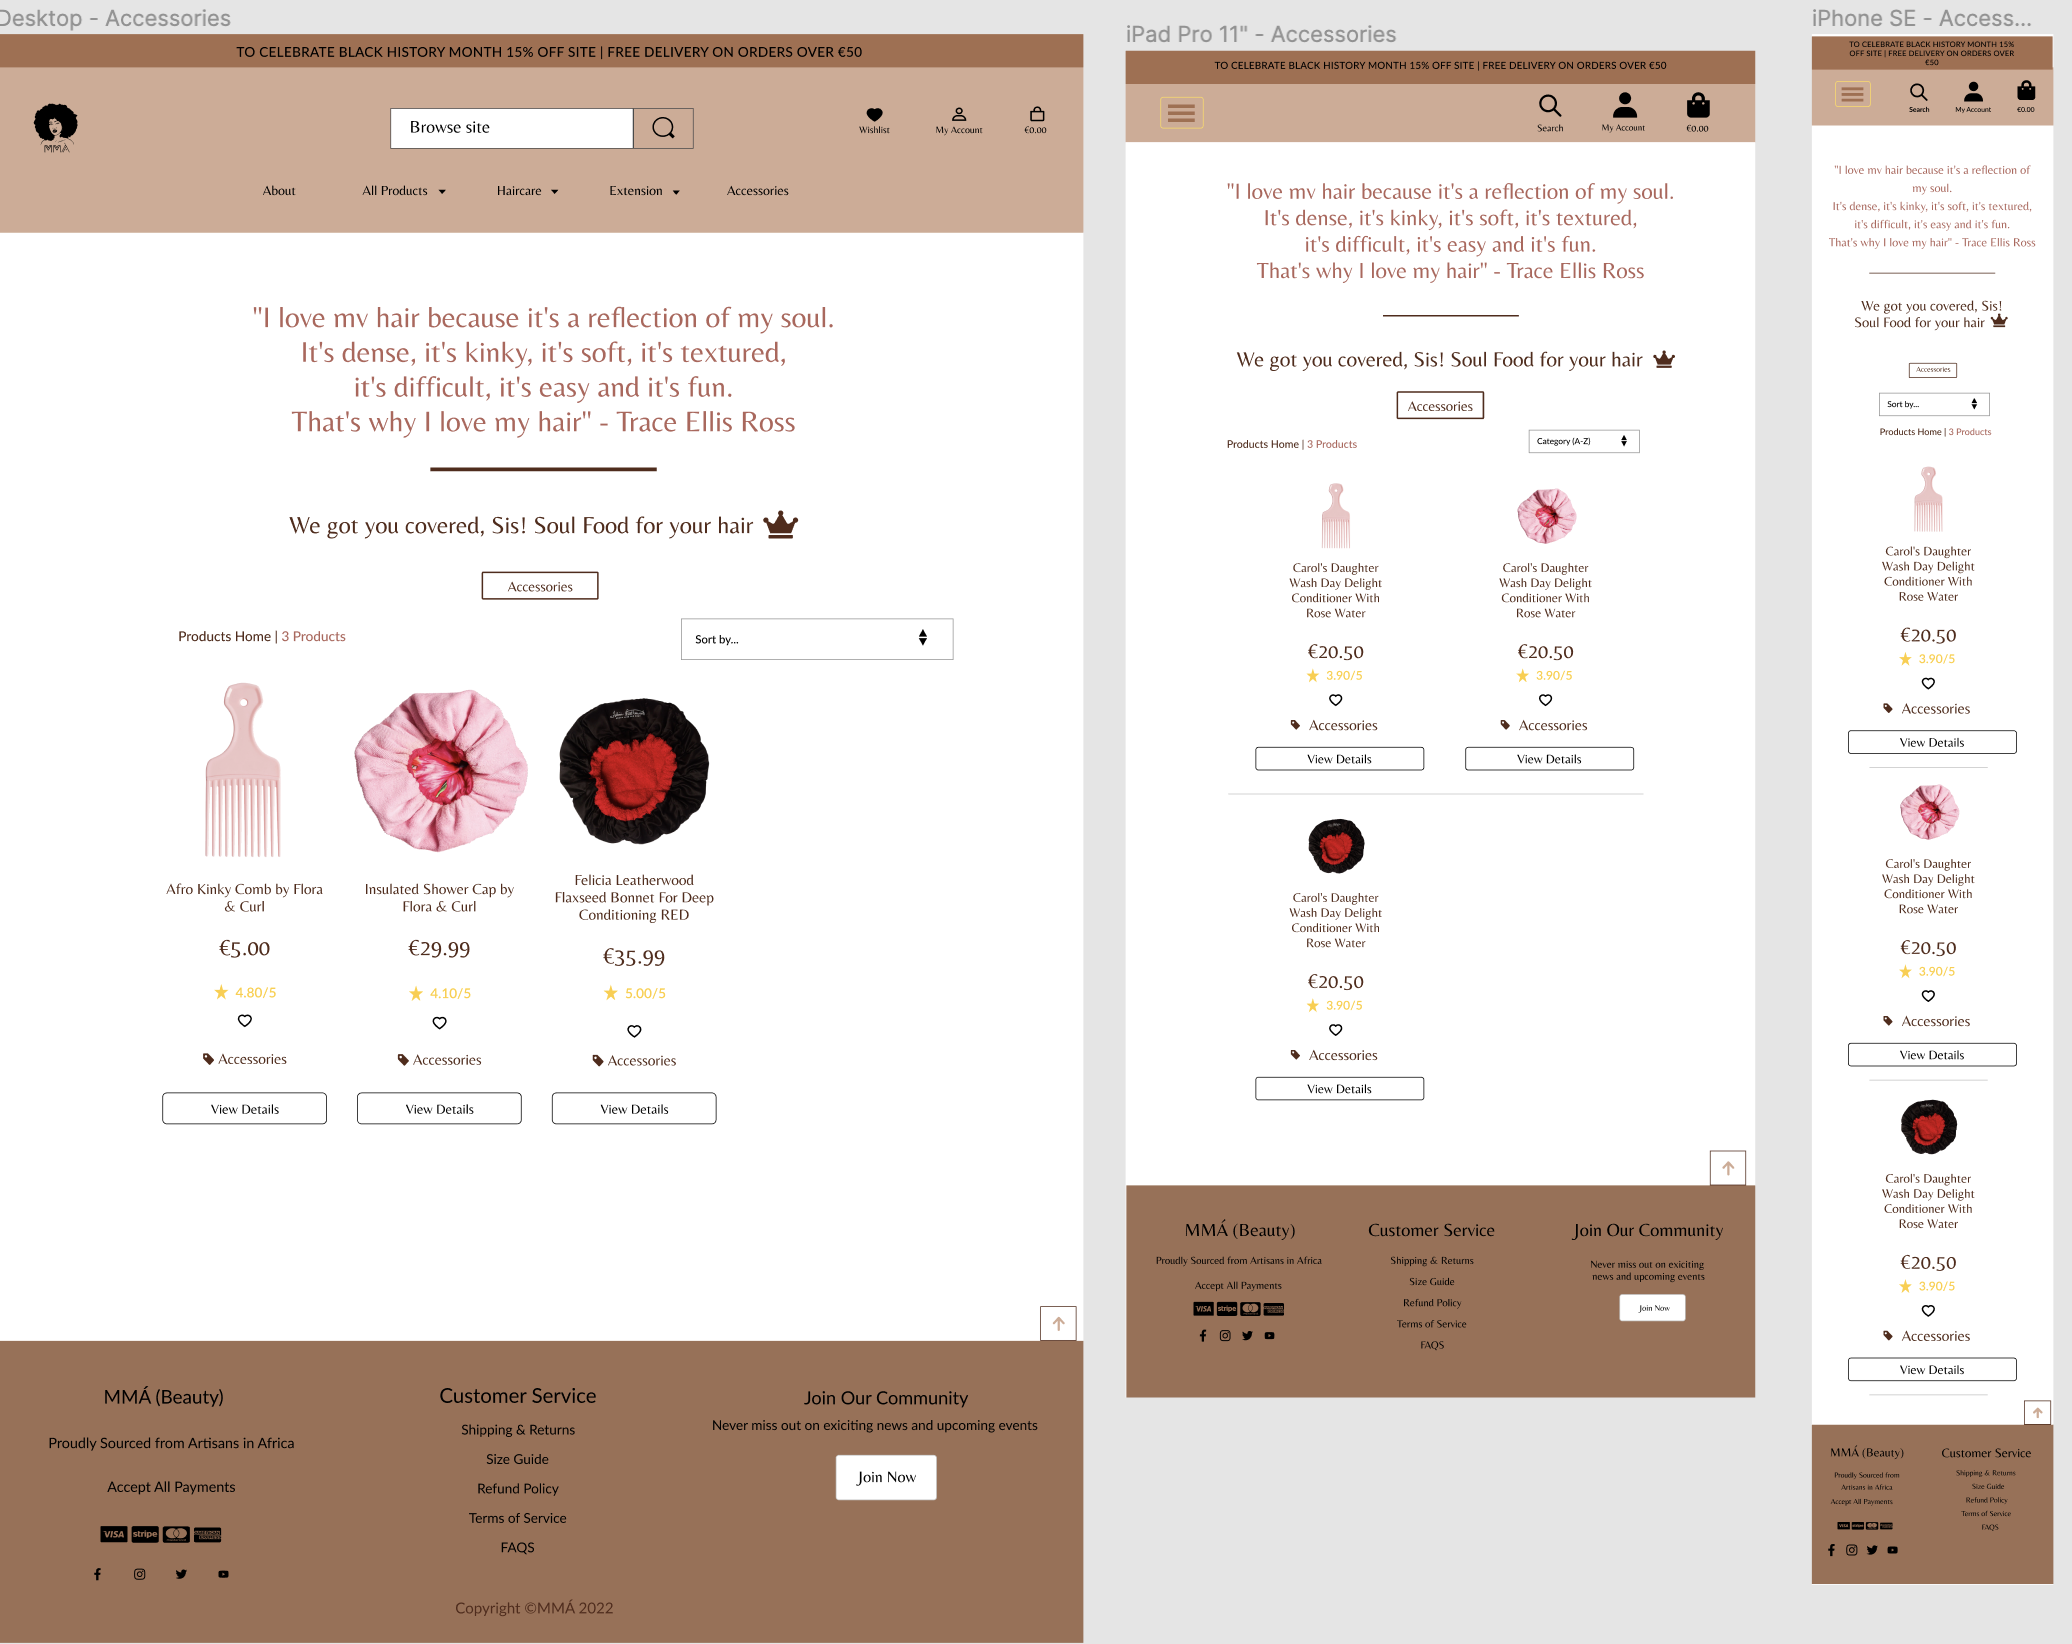 Desktop - Accessories
TO CELEBRATE BLACK HISTORY MONTH 15% OFF SITE | FREE DELIVERY ON ORDERS OVER €50
MMÁ
Browse site
Wishlist
My Account
€0.00
About
All Products
Haircare
Extension
Accessories
"I love mv hair because it's a reflection of my soul.
It's dense, it's kinky, it's soft, it's textured,
it's difficult, it's easy and it's fun.
That's why I love my hair" - Trace Ellis Ross
We got you covered, Sis! Soul Food for your hair
Accessories
Products Home | 3 Products
Sort by...
Afro Kinky Comb by Flora
& Curl
€5.00
4.80/5
Accessories
View Details
Insulated Shower Cap by
Flora & Curl
€29.99
4.10/5
Accessories
View Details
Felicia Leatherwood
Flaxseed Bonnet For Deep
Conditioning RED
€35.99
5.00/5
Accessories
View Details
MMÁ (Beauty)
Proudly Sourced from Artisans in Africa
Accept All Payments
VISA
stripe
Customer Service
Shipping & Returns
Size Guide
Refund Policy
Terms of Service
FAQS
Join Our Community
Never miss out on exiciting news and upcoming events
Join Now
Copyright ©MMÁ 2022
iPad Pro 11" - Accessories
TO CELEBRATE BLACK HISTORY MONTH 15% OFF SITE | FREE DELIVERY ON ORDERS OVER €50
Search
My Account
€0.00
"I love mv hair because it's a reflection of my soul.
It's dense, it's kinky, it's soft, it's textured,
it's difficult, it's easy and it's fun.
That's why I love my hair" - Trace Ellis Ross
We got you covered, Sis! Soul Food for your hair
Accessories
Products Home | 3 Products
Category (A-Z)
Carol's Daughter
Wash Day Delight
Conditioner With
Rose Water
€20.50
3.90/5
Accessories
View Details
Carol's Daughter
Wash Day Delight
Conditioner With
Rose Water
€20.50
3.90/5
Accessories
View Details
Carol's Daughter
Wash Day Delight
Conditioner With
Rose Water
€20.50
3.90/5
Accessories
View Details
MMÁ (Beauty)
Proudly Sourced from Artisans in Africa
Accept All Payments
VISA
stripe
Customer Service
Shipping & Returns
Size Guide
Refund Policy
Terms of Service
FAQS
Join Our Community
Never miss out on exiciting
news and upcoming events
Join Now
iPhone SE - Access...
TO CELEBRATE BLACK HISTORY MONTH 15%
OFF SITE | FREE DELIVERY ON ORDERS OVER
€50
Search
My Account
€0.00
"I love my hair because it's a reflection of
my soul.
It's dense, it's kinky, it's soft, it's textured,
it's difficult, it's easy and it's fun.
That's why I love my hair" - Trace Ellis Ross
We got you covered, Sis!
Soul Food for your hair
Accessories
Sort by...
Products Home | 3 Products
Carol's Daughter
Wash Day Delight
Conditioner With
Rose Water
€20.50
3.90/5
Accessories
View Details
Carol's Daughter
Wash Day Delight
Conditioner With
Rose Water
€20.50
3.90/5
Accessories
View Details
Carol's Daughter
Wash Day Delight
Conditioner With
Rose Water
€20.50
3.90/5
Accessories
View Details
MMÁ (Beauty)
Proudly Sourced from
Artisans in Africa
Accept All Payments
Customer Service
Shipping & Returns
Size Guide
Refund Policy
Terms of Service
FAQS